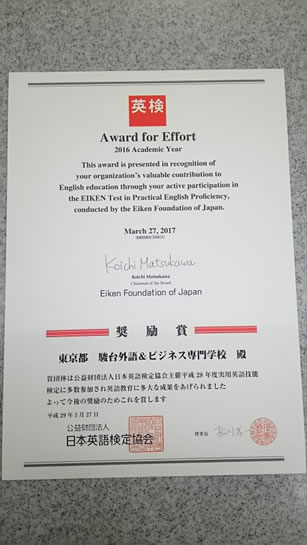 英検
Award for Effort
2016 Academic Year
This award is presented in recognition of
your organization's valuable contribution to
English education through your active participation in
the EIKEN Test in Practical English Proficiency,
conducted by the Eiken Foundation of Japan.
March 27, 2017
Koichi Matsukawa
Koichi Matsukawa
Chairman of the Board
Eiken Foundation of Japan
奨励賞
東京都 駿台外語&ビジネス専門学校 殿
貴団体は公益財団法人日本英語検定協会主催平成28年度実用英語技能
検定に多数参加され英語教育に多大な成果をあげられました
よって今後の奨励のためこれを賞します
平成29年3月27日
公益財団法人
日本英語検定協会
理事長